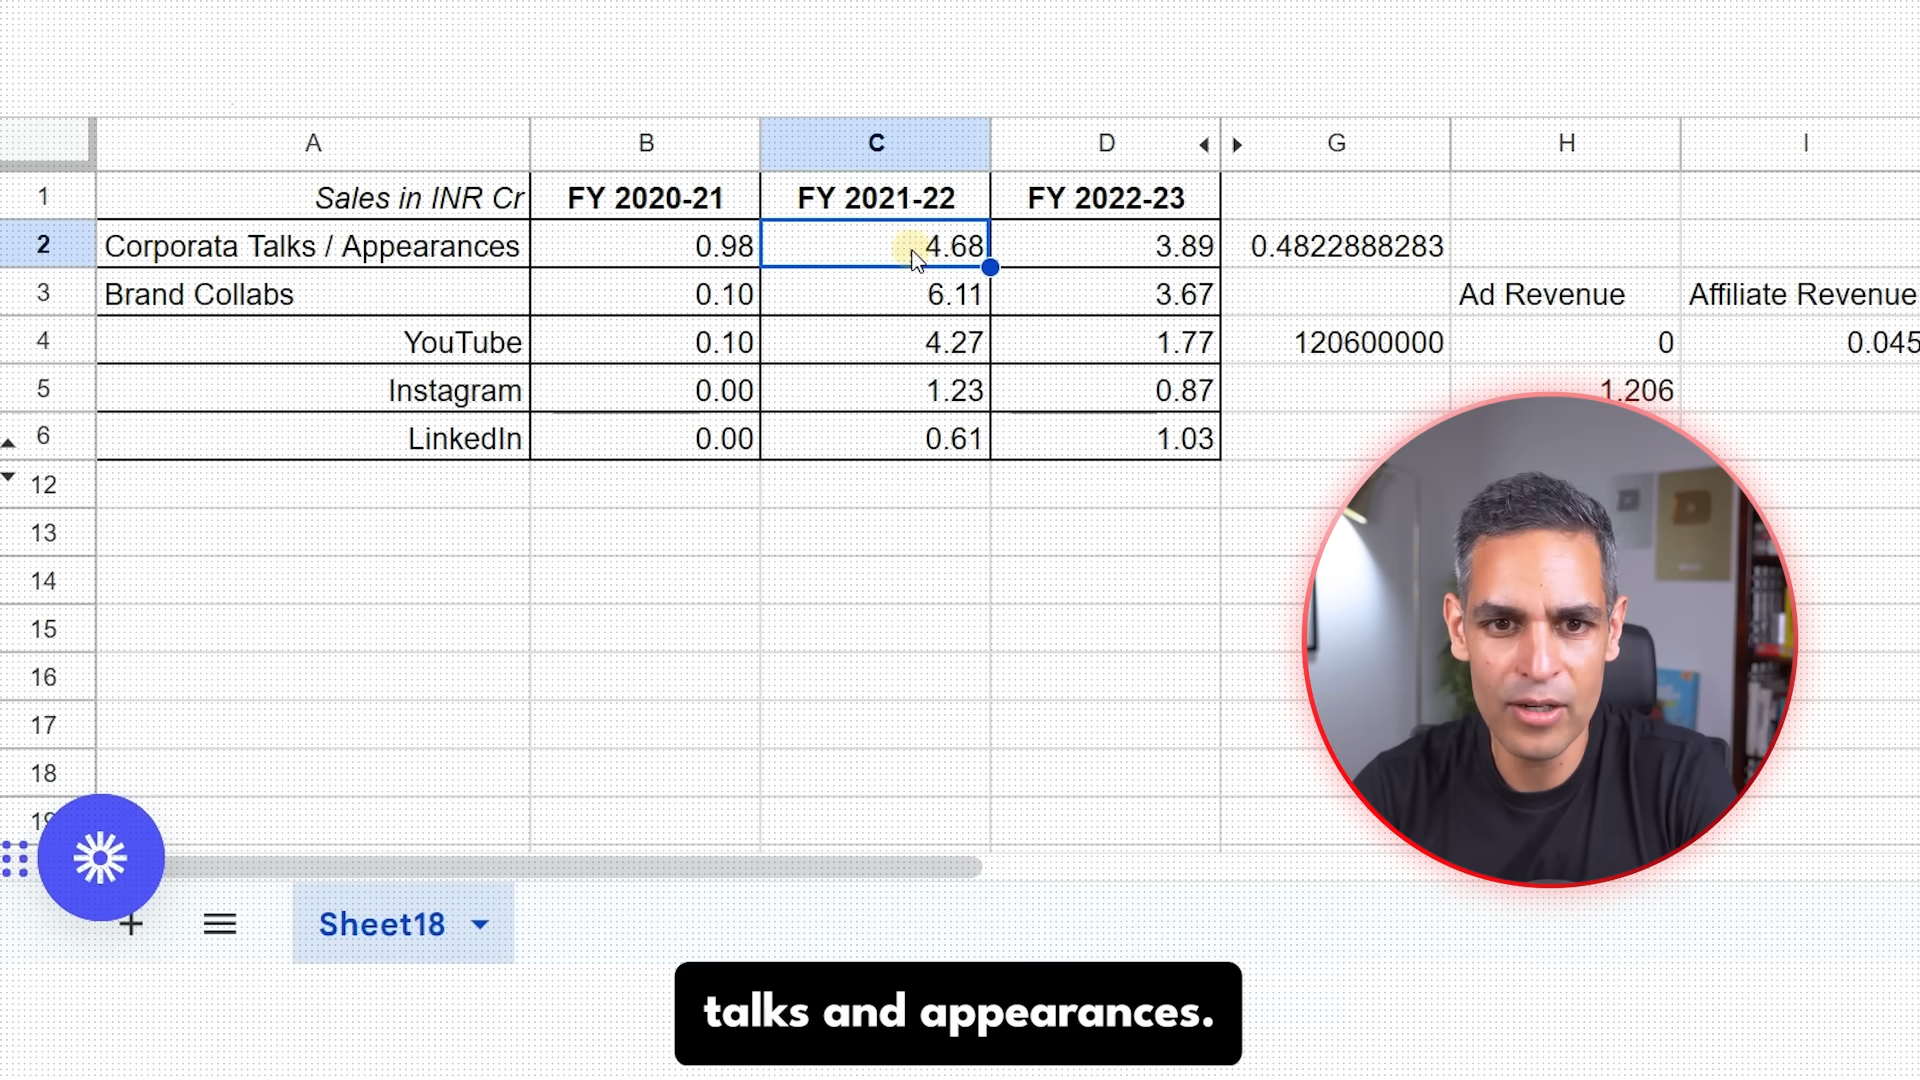 A B C D G H I
1 Sales in INR Cr FY 2020-21 FY 2021-22 FY 2022-23
2 Corporata Talks / Appearances 0.98 4.68 3.89 0.4822888283
3 Brand Collabs 0.10 6.11 3.67 Ad Revenue Affiliate Revenue
4 YouTube 0.10 4.27 1.77 120600000 0 0.045
5 Instagram 0.00 1.23 0.87 1.206
6 LinkedIn 0.00 0.61 1.03
12
13
14
15
16
17
18
19
Sheet18
talks and appearances.